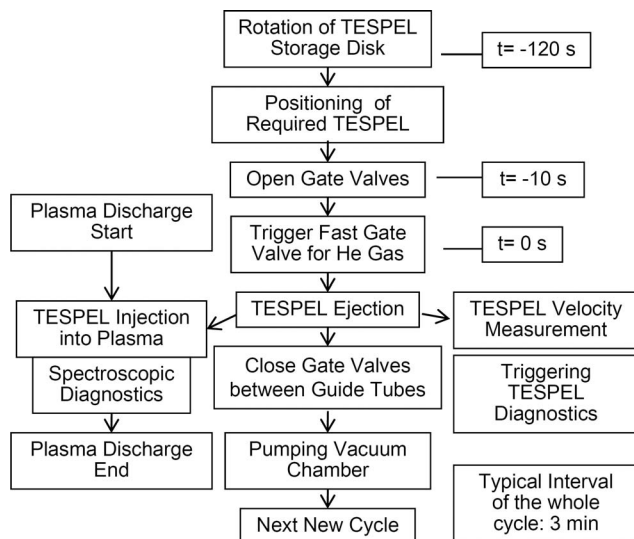 Rotation of TESPEL
Storage Disk
t= -120 s
Positioning of
Required TESPEL
Open Gate Valves
t= -10 s
Plasma Discharge
Start
Trigger Fast Gate
Valve for He Gas
t= 0 s
TESPEL Ejection
TESPEL Injection
into Plasma
TESPEL Velocity
Measurement
Spectroscopic
Diagnostics
Close Gate Valves
between Guide Tubes
Triggering
TESPEL
Diagnostics
Plasma Discharge
End
Pumping Vacuum
Chamber
Typical Interval
of the whole
cycle: 3 min
Next New Cycle